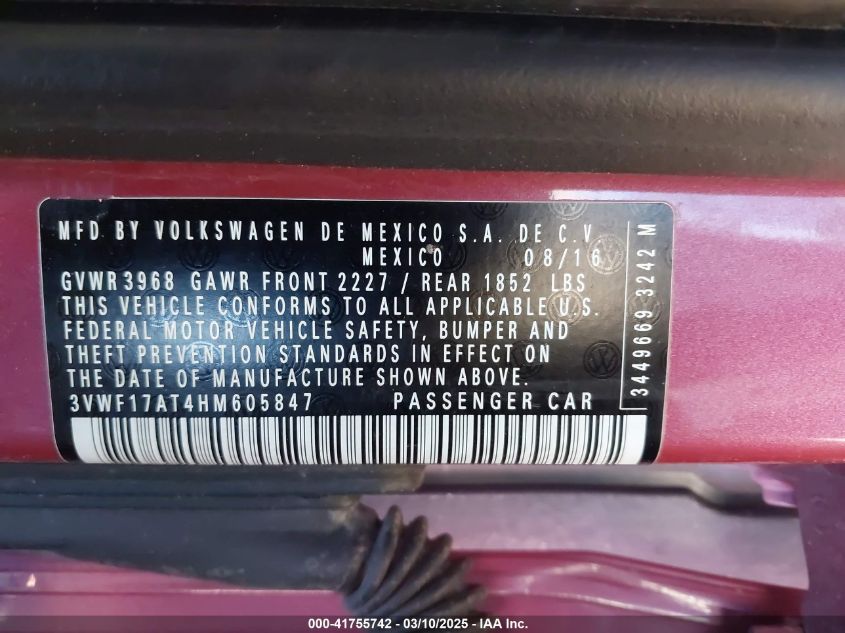 MFD BY VOLKSWAGEN DE MEXICO S.A. DE C.V
MEXICO 08/16
GVWR 3968 GAWR FRONT 2227 / REAR 1852 LBS
THIS VEHICLE CONFORMS TO ALL APPLICABLE U.S.
FEDERAL MOTOR VEHICLE SAFETY, BUMPER AND
THEFT PREVENTION STANDARDS IN EFFECT ON
THE DATE OF MANUFACTURE SHOWN ABOVE.
3VWF17AT4HM605847 PASSENGER CAR
3449669 3242 M
000-41755742 - 03/10/2025 - IAA Inc.